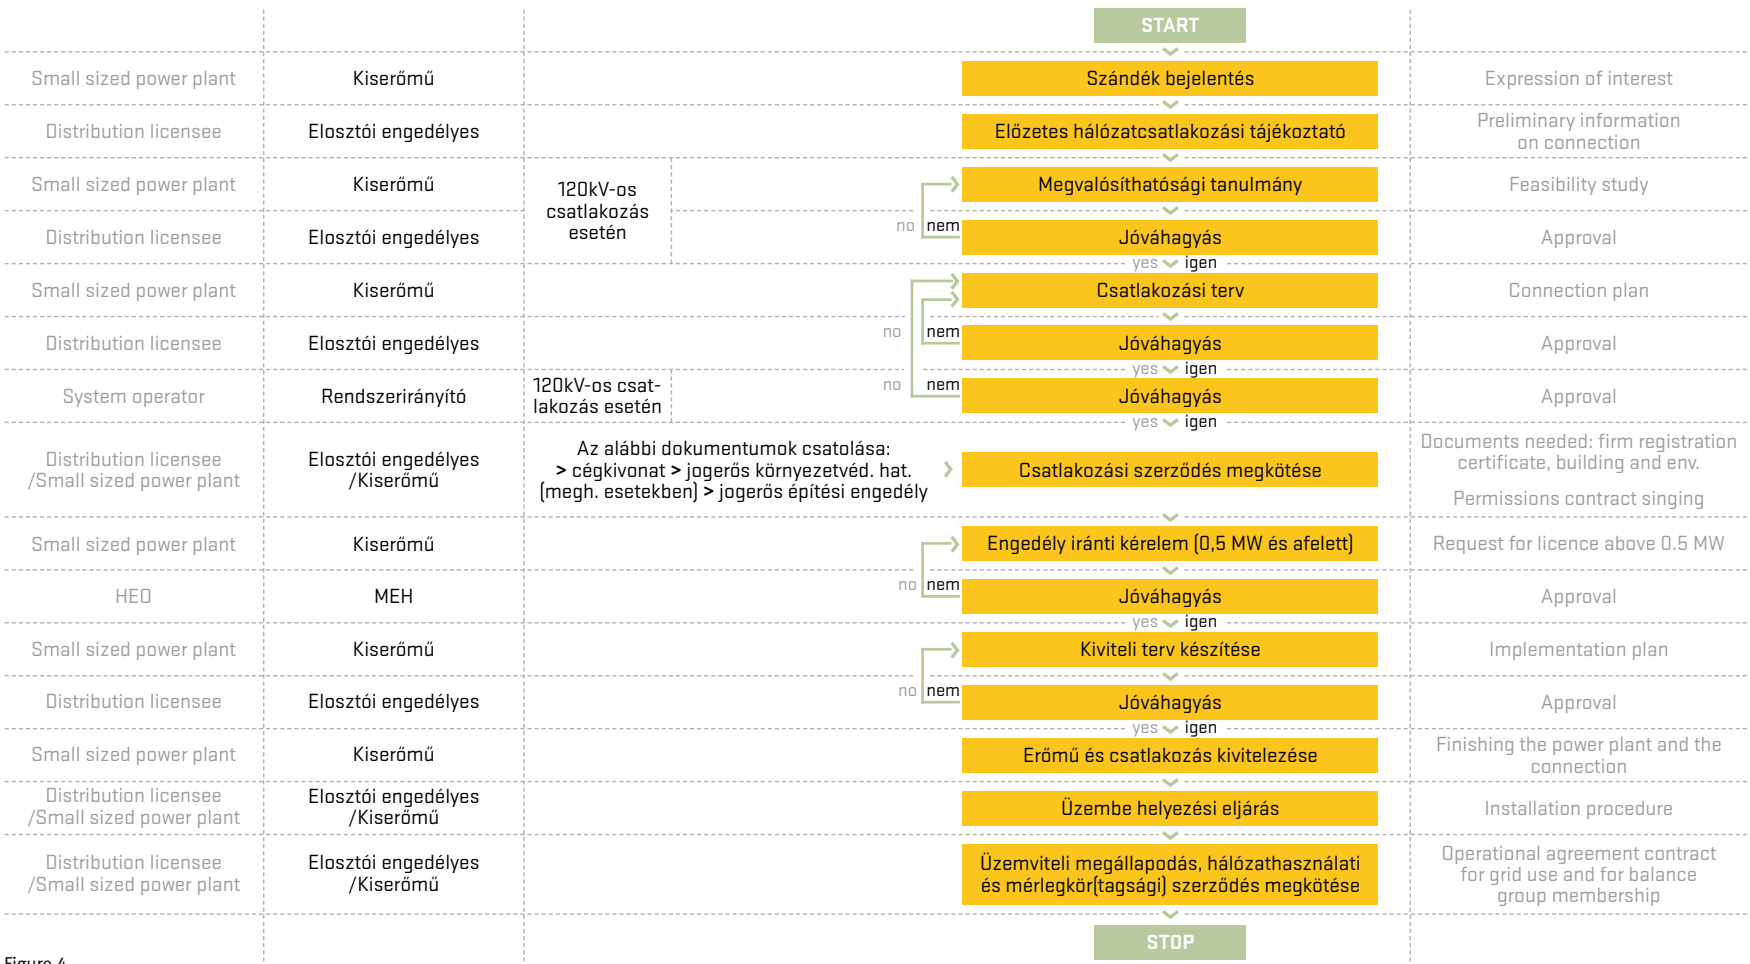 START
Small sized power plant
Kiserőmű
Szándék bejelentés
Expression of interest
Distribution licensee
Elosztói engedélyes
Előzetes hálózatcsatlakozási tájékoztató
Preliminary information
on connection
Small sized power plant
Kiserőmű
120kV-os
csatlakozás
esetén
Megvalósíthatósági tanulmány
Feasibility study
Distribution licensee
Elosztói engedélyes
no nem
Jóváhagyás
Approval
yes igen
Small sized power plant
Kiserőmű
Csatlakozási terv
Connection plan
Distribution licensee
Elosztói engedélyes
no nem
Jóváhagyás
Approval
yes igen
System operator
Rendszerirányító
120kV-os csat-
lakozás esetén
no nem
Jóváhagyás
Approval
yes igen
Distribution licensee
/Small sized power plant
Elosztói engedélyes
/Kiserőmű
Az alábbi dokumentumok csatolása:
> cégkivonat > jogerős környezetvéd. hat.
(megh. esetekben) > jogerős építési engedély
Csatlakozási szerződés megkötése
Documents needed: firm registration
certificate, building and env.
Permissions contract singing
Small sized power plant
Kiserőmű
Engedély iránti kérelem (0,5 MW és afelett)
Request for licence above 0.5 MW
HEO
MEH
no nem
Jóváhagyás
Approval
yes igen
Small sized power plant
Kiserőmű
Kiviteli terv készítése
Implementation plan
Distribution licensee
Elosztói engedélyes
no nem
Jóváhagyás
Approval
yes igen
Small sized power plant
Kiserőmű
Erőmű és csatlakozás kivitelezése
Finishing the power plant and the
connection
Distribution licensee
/Small sized power plant
Elosztói engedélyes
/Kiserőmű
Üzembe helyezési eljárás
Installation procedure
Distribution licensee
/Small sized power plant
Elosztói engedélyes
/Kiserőmű
Üzemviteli megállapodás, hálózathasználati
és mérlegkör(tagsági) szerződés megkötése
Operational agreement contract
for grid use and for balance
group membership
STOP
Figure 4